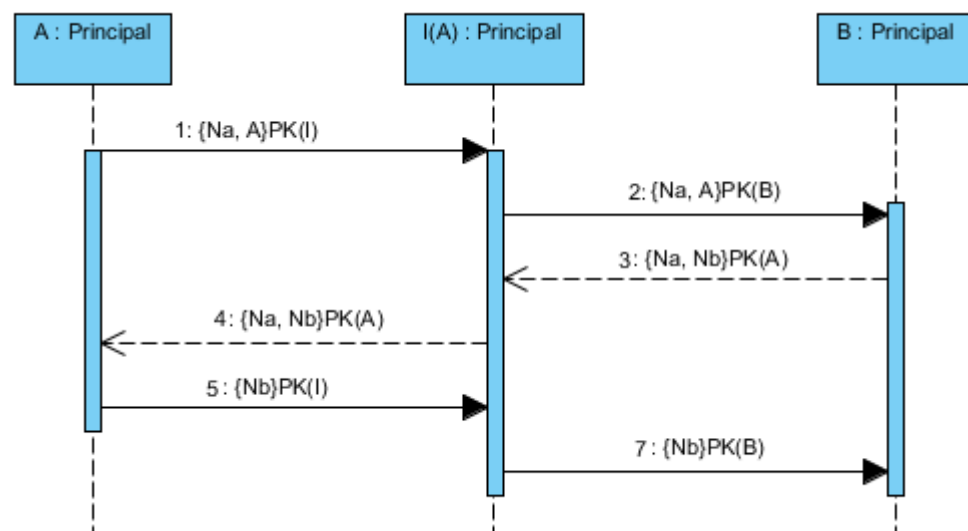 A : Principal
I(A) : Principal
B : Principal
1: {Na, A}PK(I)
2: {Na, A}PK(B)
3: {Na, Nb}PK(A)
4: {Na, Nb}PK(A)
5: {Nb}PK(I)
7: {Nb}PK(B)